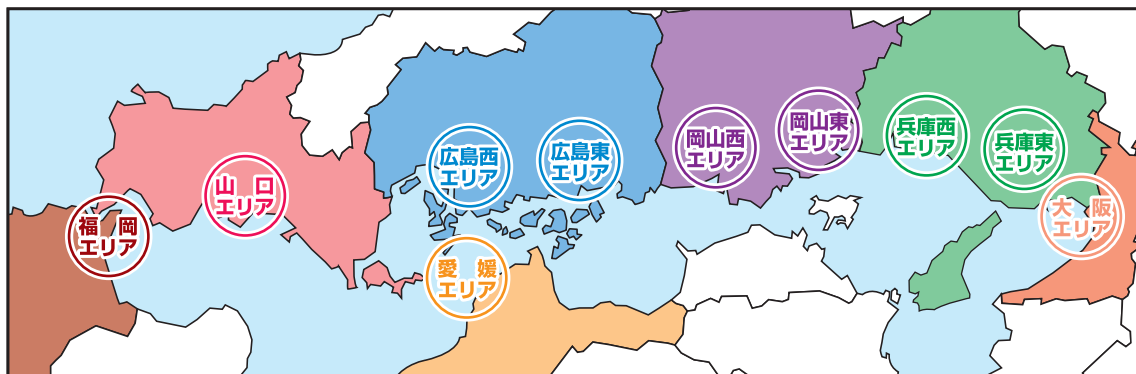 福 岡
エリア
山 口
エリア
広島西
エリア
愛 媛
エリア
広島東
エリア
岡山西
エリア
岡山東
エリア
兵庫西
エリア
兵庫東
エリア
大 阪
エリア